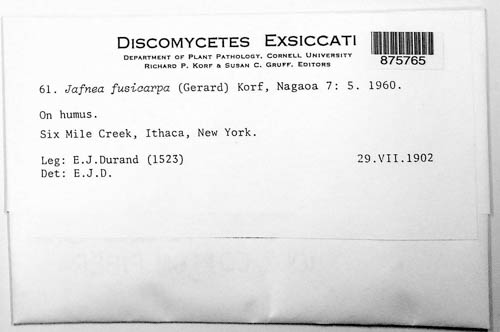 DISCOMYCETES EXSICCATI
DEPARTMENT OF PLANT PATHOLOGY, CORNELL UNIVERSITY
RICHARD P. KORF & SUSAN C. GRUFF, EDITORS
875765
61. Jafnea fusicarpa (Gerard) Korf, Nagaoa 7: 5. 1960.
On humus.
Six Mile Creek, Ithaca, New York.
Leg: E.J.Durand (1523) 29.VII.1902
Det: E.J.D.